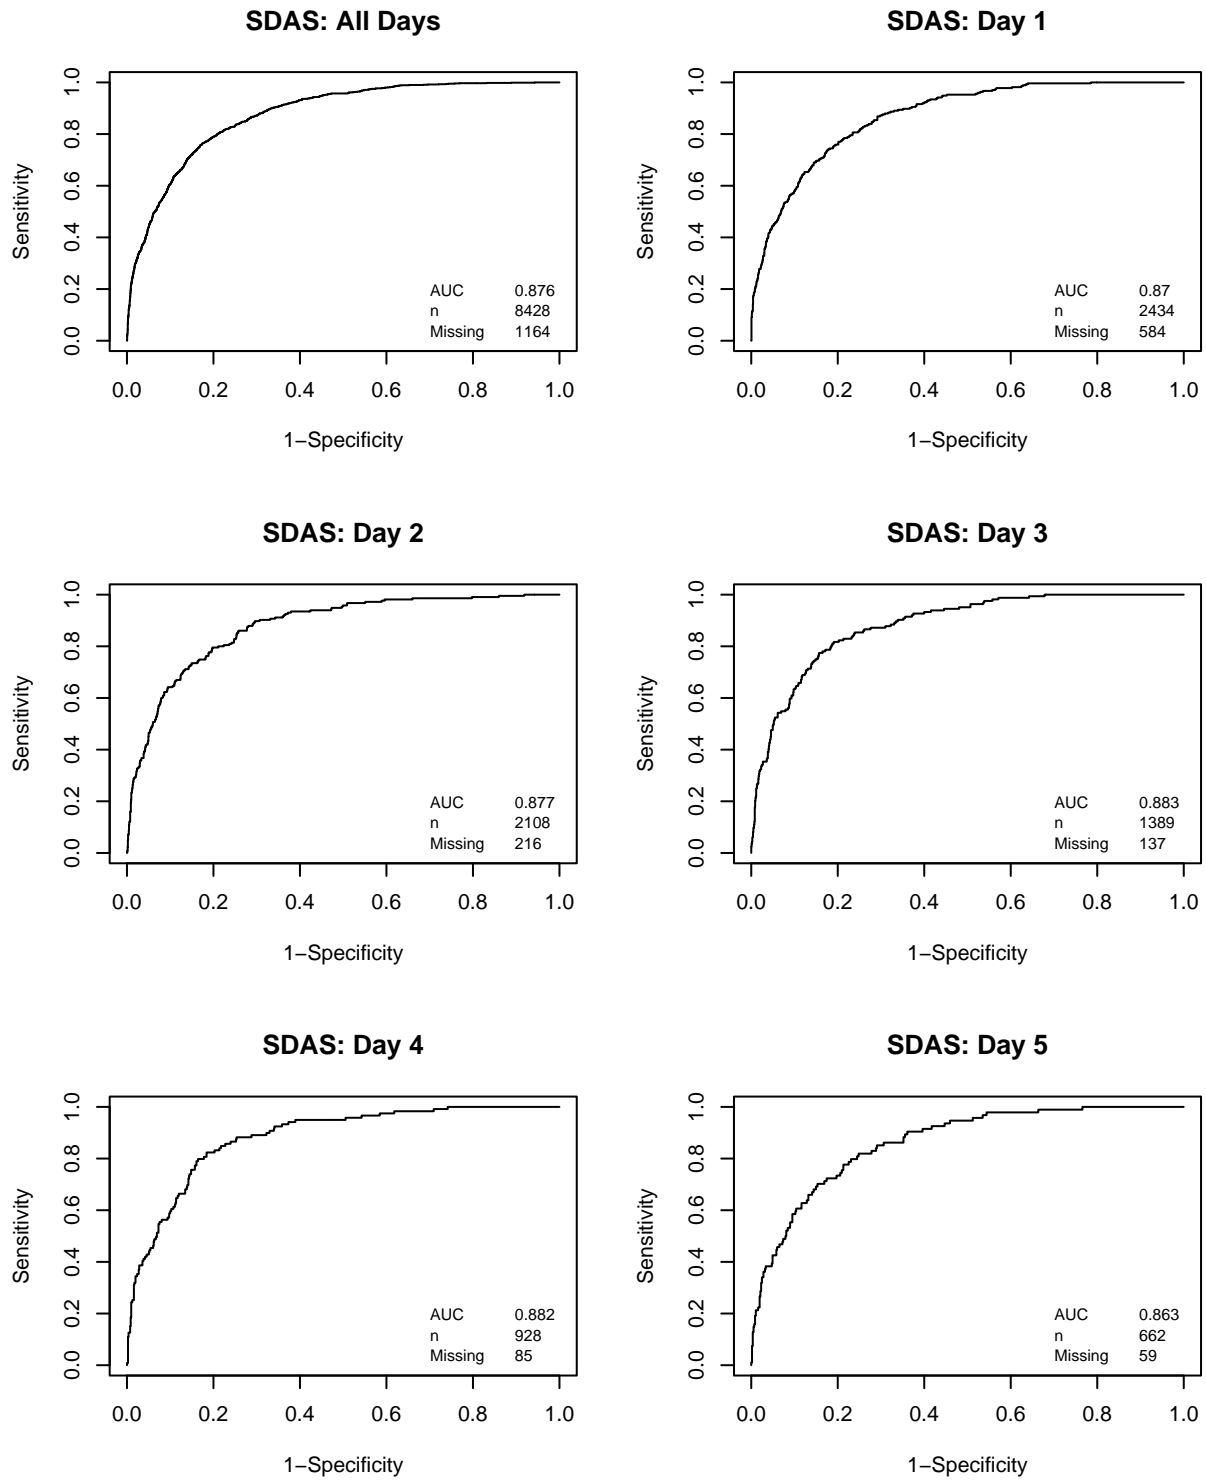 SDAS: All Days
Sensitivity
0.0 0.2 0.4 0.6 0.8 1.0
AUC 0.876
n 8428
Missing 1164
0.0 0.2 0.4 0.6 0.8 1.0
1−Specificity
SDAS: Day 1
Sensitivity
0.0 0.2 0.4 0.6 0.8 1.0
AUC 0.87
n 2434
Missing 584
0.0 0.2 0.4 0.6 0.8 1.0
1−Specificity
SDAS: Day 2
Sensitivity
0.0 0.2 0.4 0.6 0.8 1.0
AUC 0.877
n 2108
Missing 216
0.0 0.2 0.4 0.6 0.8 1.0
1−Specificity
SDAS: Day 3
Sensitivity
0.0 0.2 0.4 0.6 0.8 1.0
AUC 0.883
n 1389
Missing 137
0.0 0.2 0.4 0.6 0.8 1.0
1−Specificity
SDAS: Day 4
Sensitivity
0.0 0.2 0.4 0.6 0.8 1.0
AUC 0.882
n 928
Missing 85
0.0 0.2 0.4 0.6 0.8 1.0
1−Specificity
SDAS: Day 5
Sensitivity
0.0 0.2 0.4 0.6 0.8 1.0
AUC 0.863
n 662
Missing 59
0.0 0.2 0.4 0.6 0.8 1.0
1−Specificity